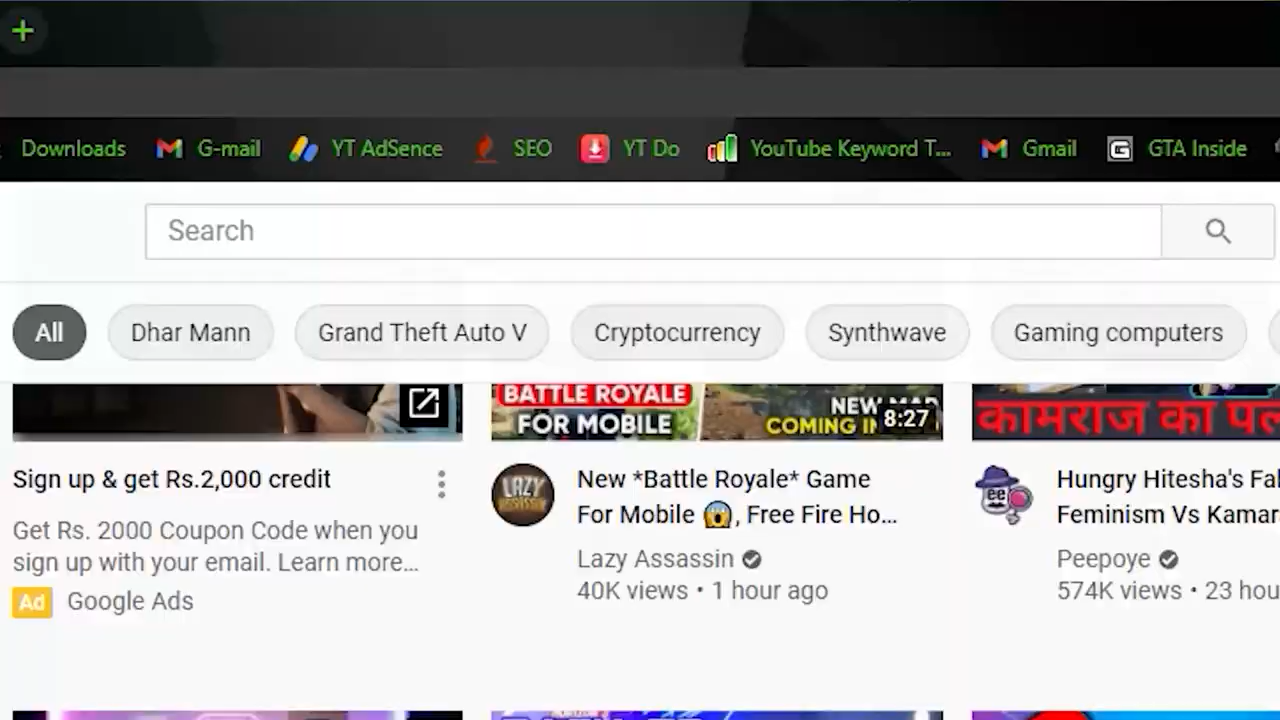 Downloads G-mail YT AdSence SEO YT Do YouTube Keyword T... Gmail GTA Inside
Search
All Dhar Mann Grand Theft Auto V Cryptocurrency Synthwave Gaming computers
BATTLE ROYALE
FOR MOBILE
NEW MAP
COMING IN
8:27
कामराज का
Sign up & get Rs.2,000 credit
Get Rs. 2000 Coupon Code when you
sign up with your email. Learn more...
Ad Google Ads
LAZY
ASSASSIN
New *Battle Royale* Game
For Mobile 😱, Free Fire Ho...
Lazy Assassin
40K views • 1 hour ago
Hungry Hitesha's Fa
Feminism Vs Kamar
Peepoye
574K views • 23 hou